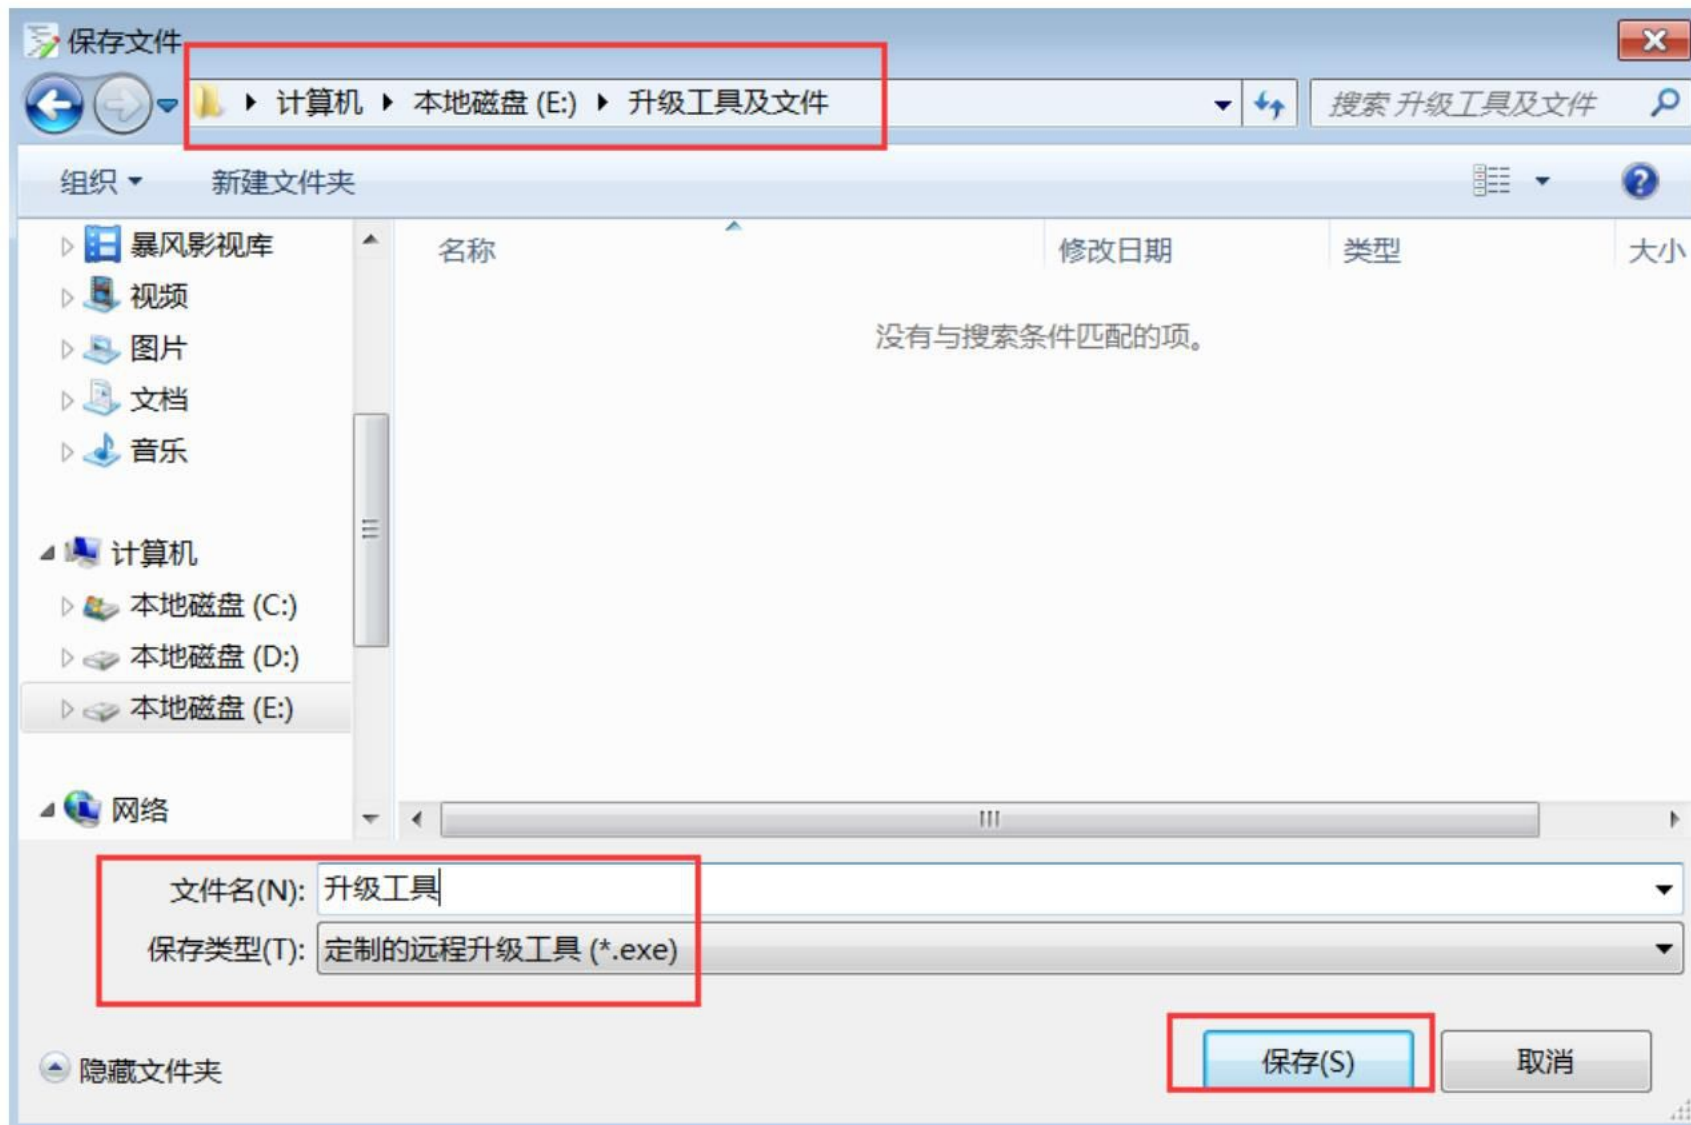 保存文件
计算机 本地磁盘 (E:) 升级工具及文件 搜索 升级工具及文件
组织 新建文件夹
名称 修改日期 类型 大小
没有与搜索条件匹配的项。
暴风影视库
视频
图片
文档
音乐
计算机
本地磁盘 (C:)
本地磁盘 (D:)
本地磁盘 (E:)
网络
文件名(N): 升级工具
保存类型(T): 定制的远程升级工具 (*.exe)
隐藏文件夹 保存(S) 取消